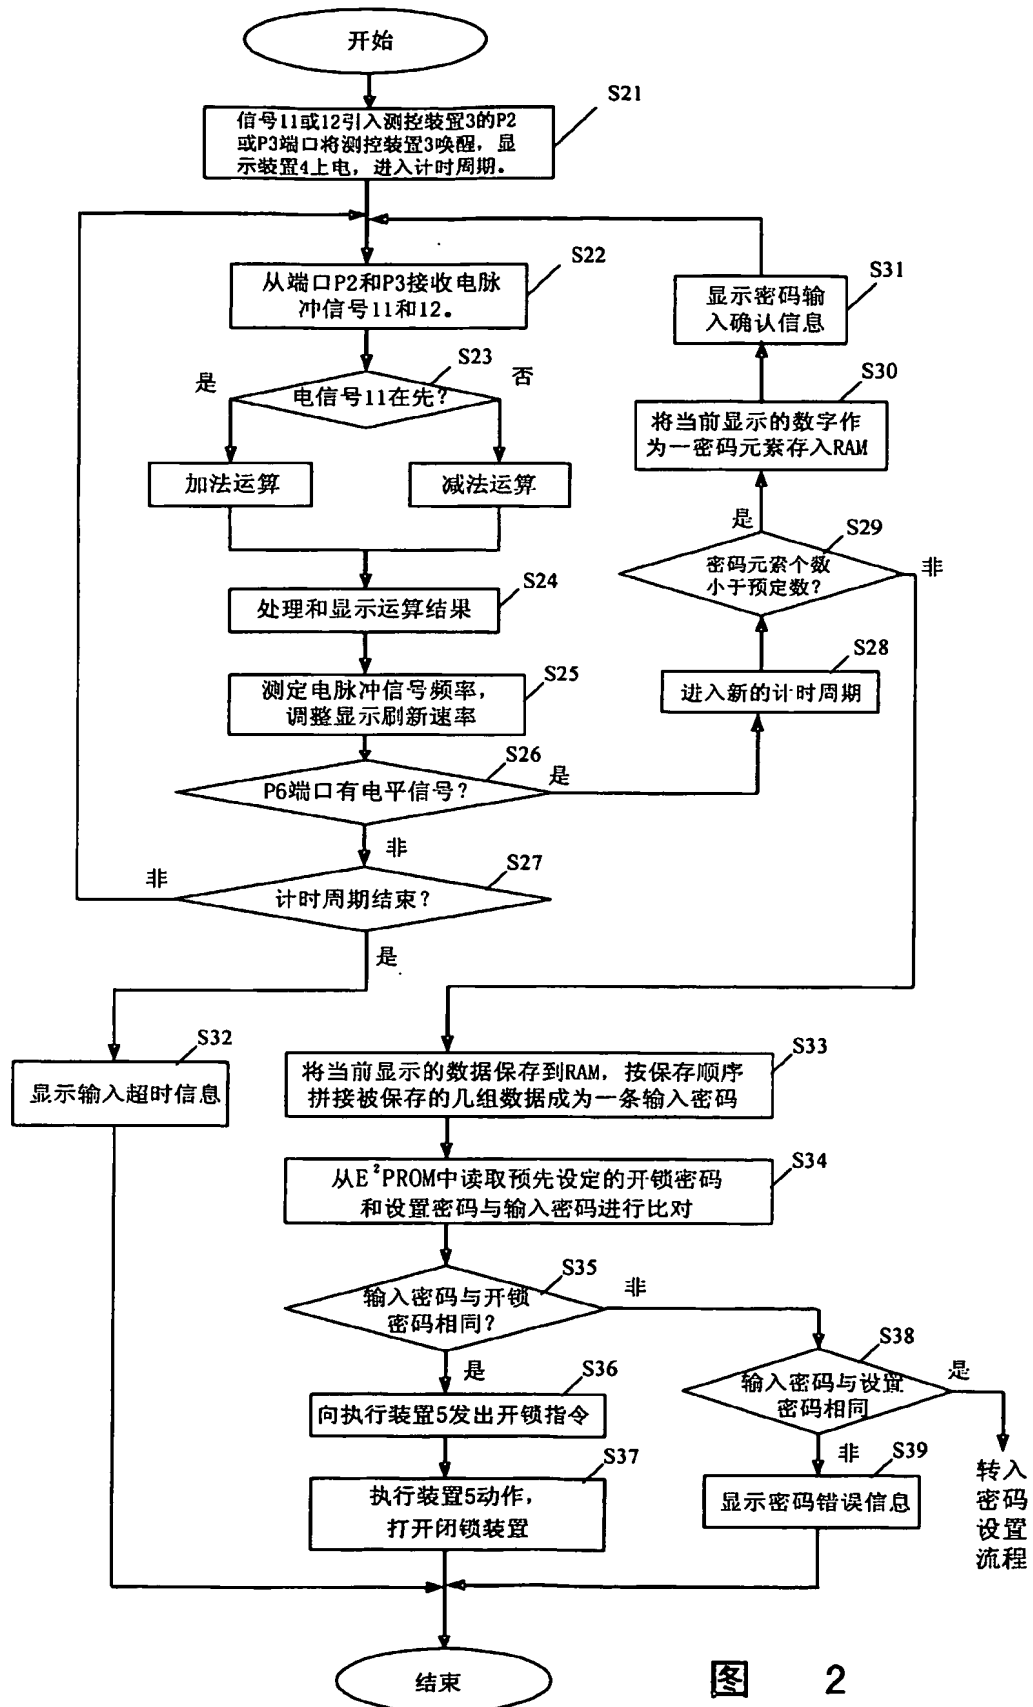 开始
S21
信号11或12引入测控装置3的P2
或P3端口将测控装置3唤醒，显
示装置4上电，进入计时周期。
S22
从端口P2和P3接收电脉
冲信号11和12。
S23
是
电信号11在先？
否
加法运算
减法运算
S24
处理和显示运算结果
S25
测定电脉冲信号频率，
调整显示刷新速率
S26
P6端口有电平信号？
是
非
S27
非
计时周期结束？
是
S28
进入新的计时周期
S29
密码元素个数
小于预定数？
是
非
S30
将当前显示的数字作
为一密码元素存入RAM
S31
显示密码输
入确认信息
S32
显示输入超时信息
S33
将当前显示的数据保存到RAM，按保存顺序
拼接被保存的几组数据成为一条输入密码
S34
从E²PROM中读取预先设定的开锁密码
和设置密码与输入密码进行比对
S35
输入密码与开锁
密码相同？
非
是
S36
向执行装置5发出开锁指令
S37
执行装置5动作，
打开闭锁装置
S38
输入密码与设置
密码相同
是
非
S39
显示密码错误信息
转入
密码
设置
流程
结束
图 2